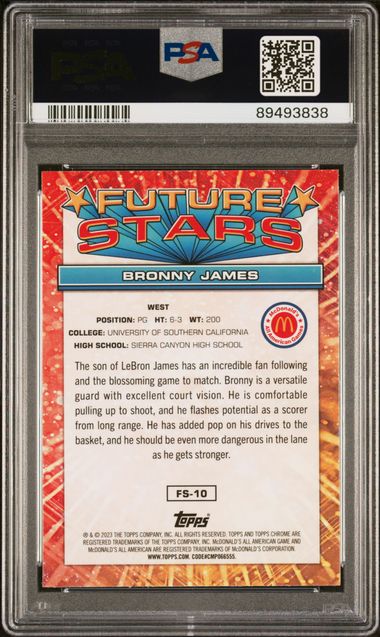 PSA
PSA
89493838
FUTURE
STARS
BRONNY JAMES
WEST
POSITION: PG HT: 6-3 WT: 200
COLLEGE: UNIVERSITY OF SOUTHERN CALIFORNIA
HIGH SCHOOL: SIERRA CANYON HIGH SCHOOL
McDonald's
All American Games
The son of LeBron James has an incredible fan following
and the blossoming game to match. Bronny is a versatile
guard with excellent court vision. He is comfortable
pulling up to shoot, and he flashes potential as a scorer
from long range. He has added pop on his drives to the
basket, and he should be even more dangerous in the lane
as he gets stronger.
FS-10
Topps
® & © 2023 THE TOPPS COMPANY, INC. ALL RIGHTS RESERVED. TOPPS AND TOPPS CHROME ARE
REGISTERED TRADEMARKS OF THE TOPPS COMPANY, INC. McDONALD'S ALL AMERICAN GAME AND
McDONALD'S ALL AMERICAN ARE REGISTERED TRADEMARKS OF McDONALD'S CORPORATION
WWW.TOPPS.COM. CODE#CMP066555.